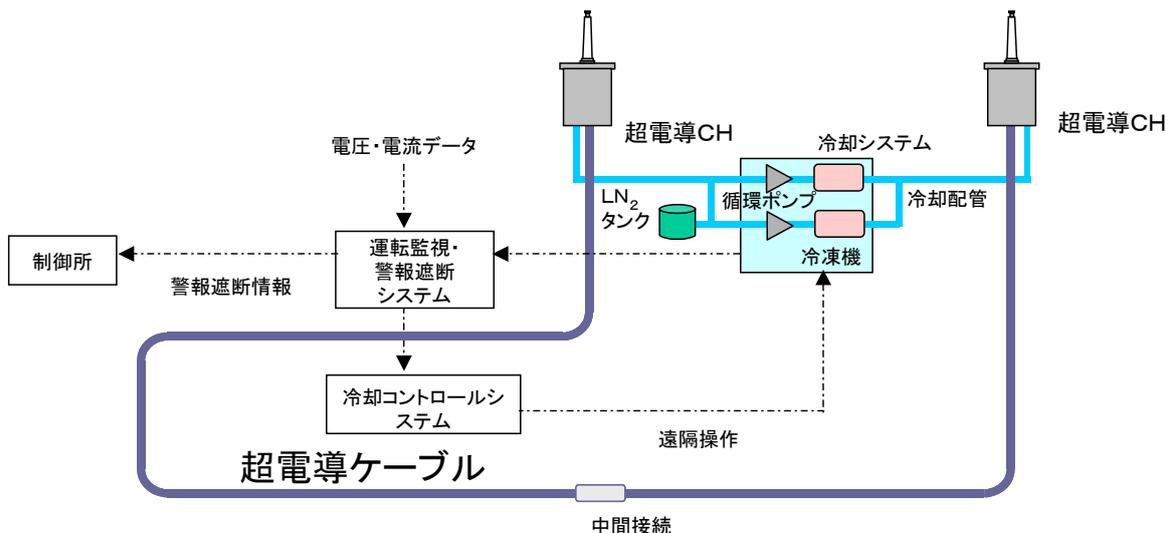 超電導CH
超電導CH
冷却システム
電圧・電流データ
LN2
タンク
循環ポンプ
冷却配管
運転監視・
警報遮断
システム
制御所
冷凍機
警報遮断情報
冷却コントロールシ
ステム
遠隔操作
超電導ケーブル
中間接続